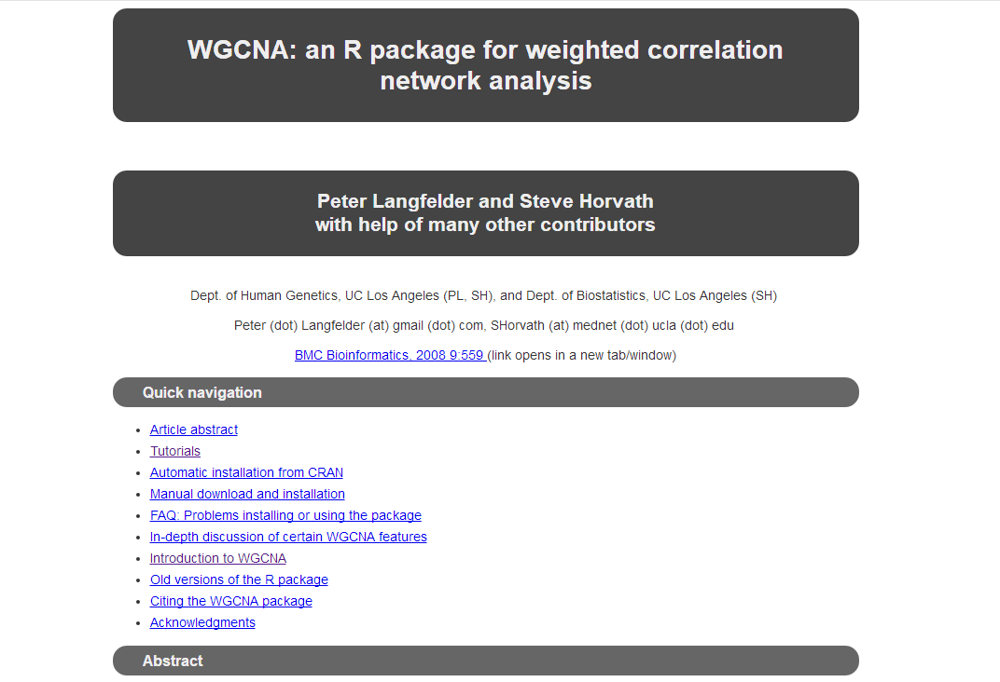 WGCNA: an R package for weighted correlation
network analysis
Peter Langfelder and Steve Horvath
with help of many other contributors
Dept. of Human Genetics, UC Los Angeles (PL, SH), and Dept. of Biostatistics, UC Los Angeles (SH)
Peter (dot) Langfelder (at) gmail (dot) com, SHorvath (at) mednet (dot) ucla (dot) edu
BMC Bioinformatics, 2008 9:559 (link opens in a new tab/window)
Quick navigation
• Article abstract
• Tutorials
• Automatic installation from CRAN
• Manual download and installation
• FAQ: Problems installing or using the package
• In-depth discussion of certain WGCNA features
• Introduction to WGCNA
• Old versions of the R package
• Citing the WGCNA package
• Acknowledgments
Abstract